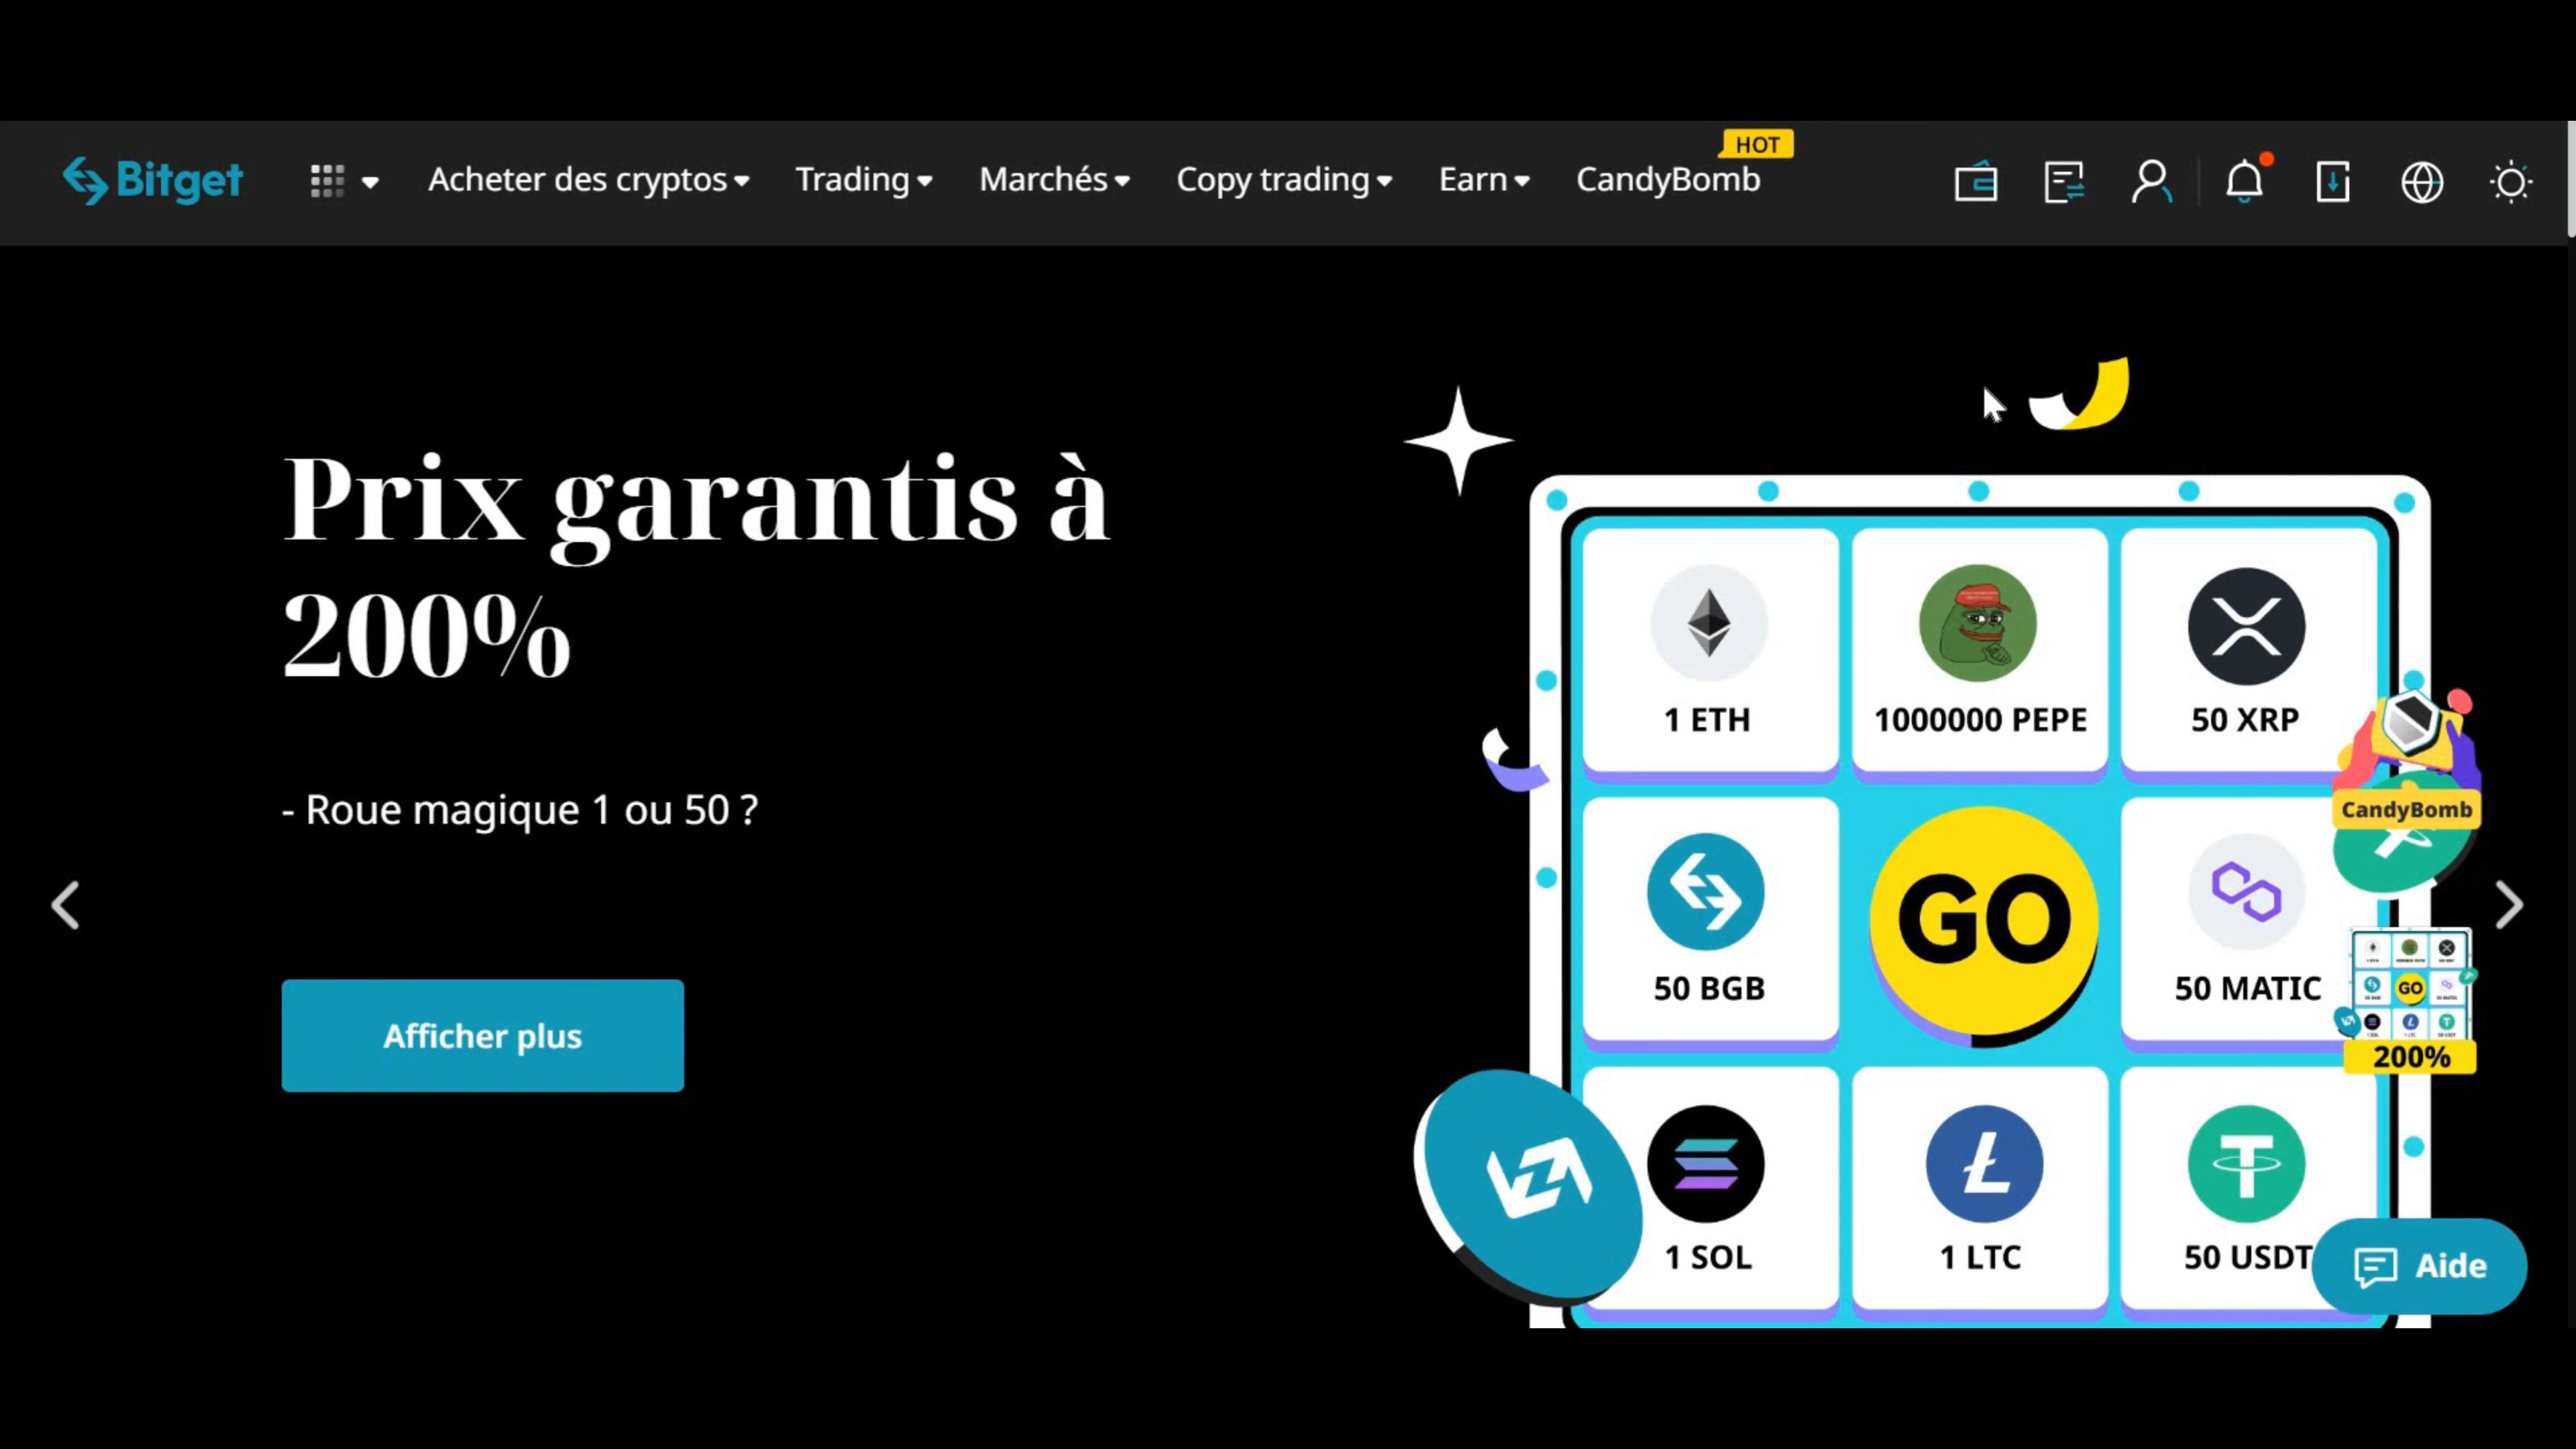 Bitget
Acheter des cryptos
Trading
Marchés
Copy trading
Earn
CandyBomb
HOT
Prix garantis à
200%
- Roue magique 1 ou 50 ?
Afficher plus
1 ETH
1000000 PEPE
50 XRP
50 BGB
GO
50 MATIC
1 SOL
1 LTC
50 USDT
CandyBomb
GO
200%
Aide